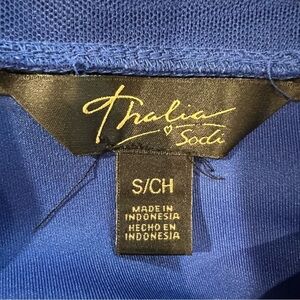 Thalia
Sodi
S/CH
MADE IN
INDONESIA
HECHO EN
INDONESIA